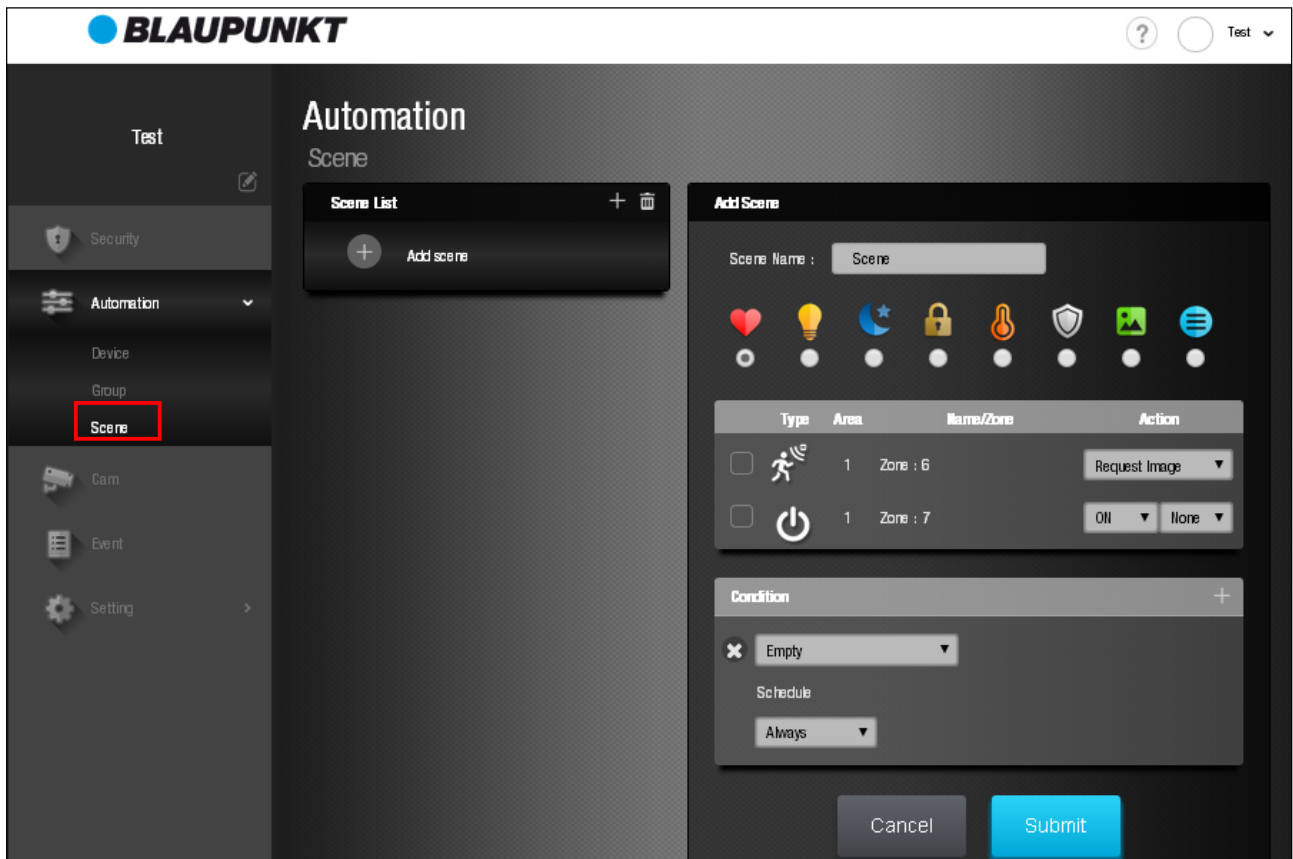 BLAUPUNKT
? Test
Test
Security
Automation
Device
Group
Scene
Cam
Event
Setting
Automation
Scene
Scene List
Add scene
Add Scene
Scene Name : Scene
Type Area Name/Zone Action
1 Zone : 6 Request Image
1 Zone : 7 ON None
Condition
Empty
Schedule
Always
Cancel Submit